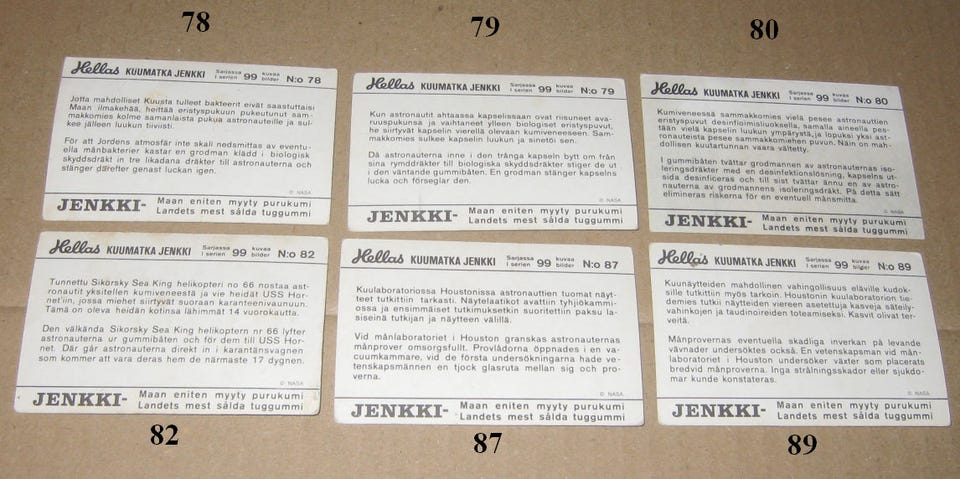 78
79
80
Hellas KUUMATKA JENKKI Sarjassa I serien 99 kuvaa bilder N:o 78
Jotta mahdolliset Kuusta tulleet bakteerit eivät saastuttaisi
Maan ilmakehää, heittää eristyspukuun pukeutunut sam-
makkomies kolme samanlaista pukua astronauteille ja sul-
kee jälleen luukun tiiviisti.
För att Jordens atmosfär inte skall nedsmittas av eventu-
ella månbakterier kastar en grodman klädd i biologisk
skyddsdräkt in tre likadana dräkter till astronauterna och
stänger därefter genast luckan igen.
© NASA
JENKKI- Maan eniten myyty purukumi
Landets mest sålda tuggummi
Hellas KUUMATKA JENKKI Sarjassa I serien 99 kuvaa bilder N:o 79
Kun astronautit ahtaassa kapselissaan ovat riisuneet ava-
ruuspukunsa ja vaihtaneet ylleen biologiset eristyspuvut,
he siirtyvät kapselin vierellä olevaan kumiveneeseen. Sam-
makkomies sulkee kapselin luukun ja sinetöi sen.
Då astronauterna inne i den trånga kapseln bytt om från
sina rymddräkter till biologiska skyddsdräkter stiger de ut
i den väntande gummibåten. En grodman stänger kapselns
lucka och förseglar den.
© NASA
JENKKI- Maan eniten myyty purukumi
Landets mest sålda tuggummi
Hellas KUUMATKA JENKKI Sarjassa I serien 99 kuvaa bilder N:o 80
Kumiveneessä sammakkomies vielä pesee astronauttien
eristyspuvut desinfioimisliuoksella, samalla aineella pes-
tään vielä kapselin luukun ympärystä, ja lopuksi yksi ast-
ronauteista pesee sammakkomiehen puvun. Näin on mah-
dollisen kuutartunnan vaara vältetty.
I gummibåten tvättar grodmannen av astronauternas iso-
leringsdräkter med en desinfektionslösning, kapselns ut-
sida desinficeras och till sist tvättar ännu en av astro-
nauterna av grodmannens isoleringsdräkt. På detta sätt
elimineras riskerna för en eventuell månsmitta.
© NASA
JENKKI- Maan eniten myyty purukumi
Landets mest sålda tuggummi
Hellas KUUMATKA JENKKI Sarjassa I serien 99 kuvaa bilder N:o 82
Tunnettu Sikorsky Sea King helikopteri no 66 nostaa ast-
ronautit yksitellen kumiveneestä ja vie heidät USS Hor-
net'iin, jossa miehet siirtyvät suoraan karanteenivaunuun.
Tämä on oleva heidän kotinsa lähimmät 14 vuorokautta.
Den välkända Sikorsky Sea King helikoptern nr 66 lyfter
astronauterna ur gummibåten och för dem till USS Hor-
net. Där går astronauterna direkt in i karantänsvagnen
som kommer att vara deras hem de närmaste 17 dygnen.
© NASA
JENKKI- Maan eniten myyty purukumi
Landets mest sålda tuggummi
Hellas KUUMATKA JENKKI Sarjassa I serien 99 kuvaa bilder N:o 87
Kuulaboratoriossa Houstonissa astronauttien tuomat näyt-
teet tutkittiin tarkasti. Näytelaatikot avattiin tyhjökammi-
ossa ja ensimmäiset tutkimuksetkin suoritettiin paksu la-
siseinä tutkijan ja näytteen välillä.
Vid månlaboratoriet i Houston granskas astronauternas
månprover omsorgsfullt. Provlådorna öppnades i en va-
cuumkammare, vid de första undersökningarna hade ve-
tenskapsmännen en tjock glasruta mellan sig och pro-
verna.
© NASA
JENKKI- Maan eniten myyty purukumi
Landets mest sålda tuggummi
Hellas KUUMATKA JENKKI Sarjassa I serien 99 kuvaa bilder N:o 89
Kuunäytteiden mahdollinen vahingollisuus eläville kudok-
sille tutkittiin myös tarkoin. Houstonin kuulaboratorion tie-
demies tutkii näytteiden viereen asetettuja kasveja säteily-
vahinkojen ja taudinoireiden toteamiseksi. Kasvit olivat ter-
veitä.
Månprovernas eventuella skadliga inverkan på levande
vävnader undersöktes också. En vetenskapsman vid mån-
laboratoriet i Houston undersöker växter som placerats
bredvid månproverna. Inga strålningsskador eller sjukdo-
mar kunde konstateras.
© NASA
JENKKI- Maan eniten myyty purukumi
Landets mest sålda tuggummi
82
87
89